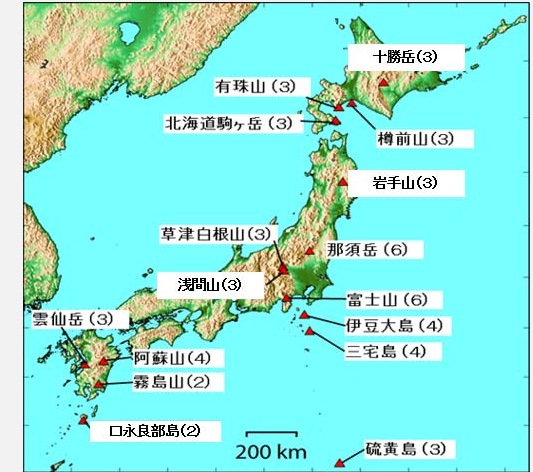 十勝岳(3)
有珠山(3)
北海道駒ヶ岳(3)
樽前山(3)
岩手山(3)
草津白根山(3)
那須岳(6)
浅間山(3)
富士山(6)
雲仙岳(3)
伊豆大島(4)
三宅島(4)
阿蘇山(4)
霧島山(2)
口永良部島(2)
200 km
硫黄島(3)